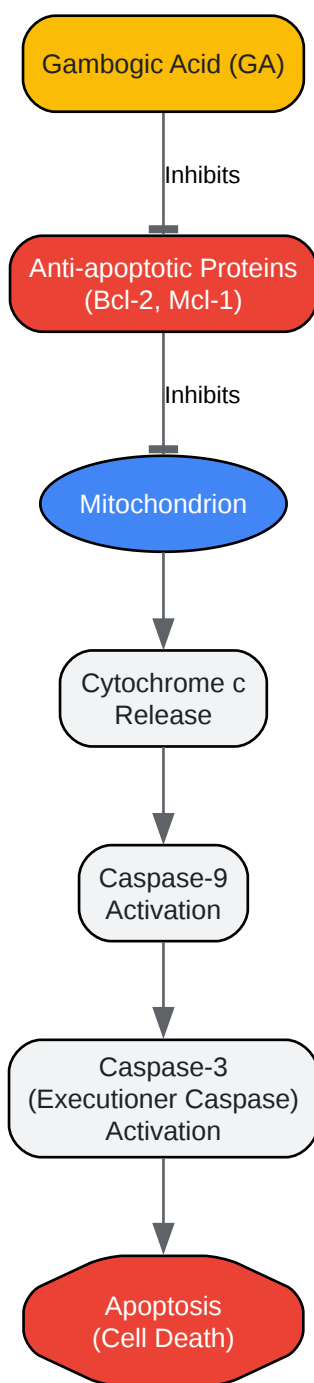 Gambogic Acid (GA)
Inhibits
Anti-apoptotic Proteins
(Bcl-2, Mcl-1)
Inhibits
Mitochondrion
Cytochrome c
Release
Caspase-9
Activation
Caspase-3
(Executioner Caspase)
Activation
Apoptosis
(Cell Death)